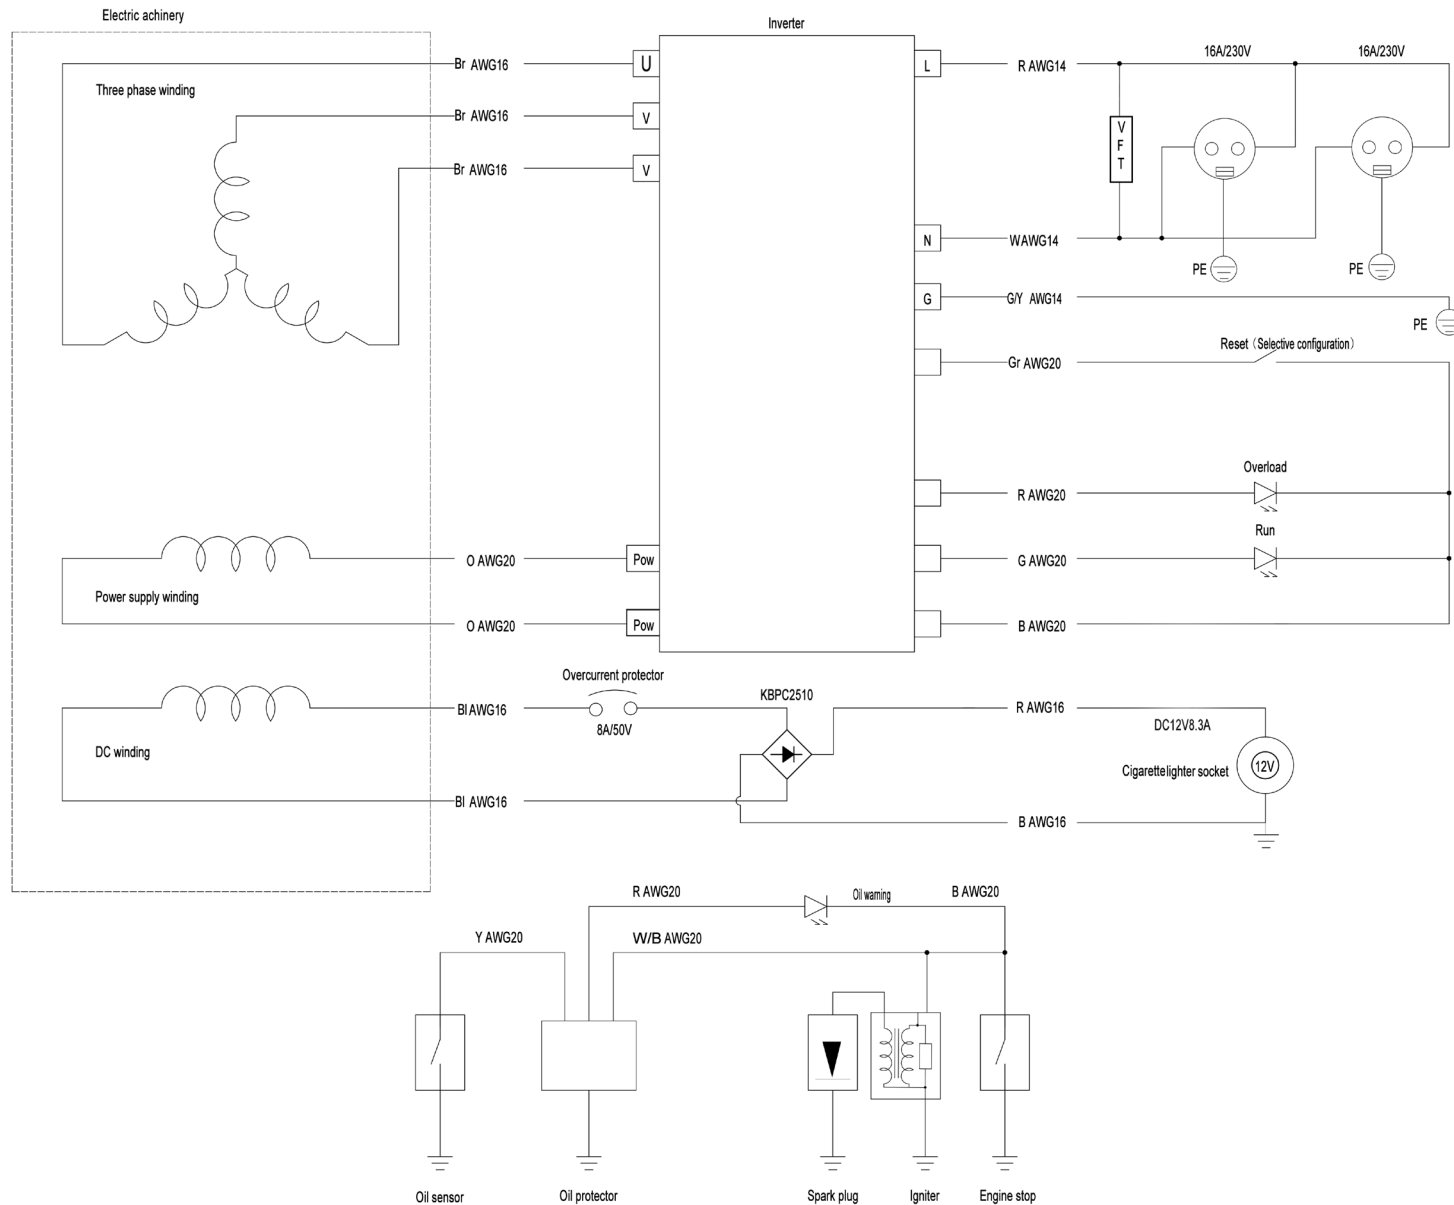 Electric achinery
Inverter
16A/230V
16A/230V
Br AWG16
U
L
R AWG14
Three phase winding
Br AWG16
V
V
F
T
Br AWG16
V
N
WAWG14
PE
PE
G
G/Y AWG14
PE
Reset（Selective configuration）
Gr AWG20
Overload
R AWG20
Run
O AWG20
Pow
G AWG20
Power supply winding
O AWG20
Pow
B AWG20
Overcurrent protector
KBPC2510
BI AWG16
8A/50V
R AWG16
DC12V8.3A
DC winding
Cigarettelighter socket
12V
BI AWG16
B AWG16
R AWG20
Oil warning
B AWG20
Y AWG20
W/B AWG20
Oil sensor
Oil protector
Spark plug
Igniter
Engine stop